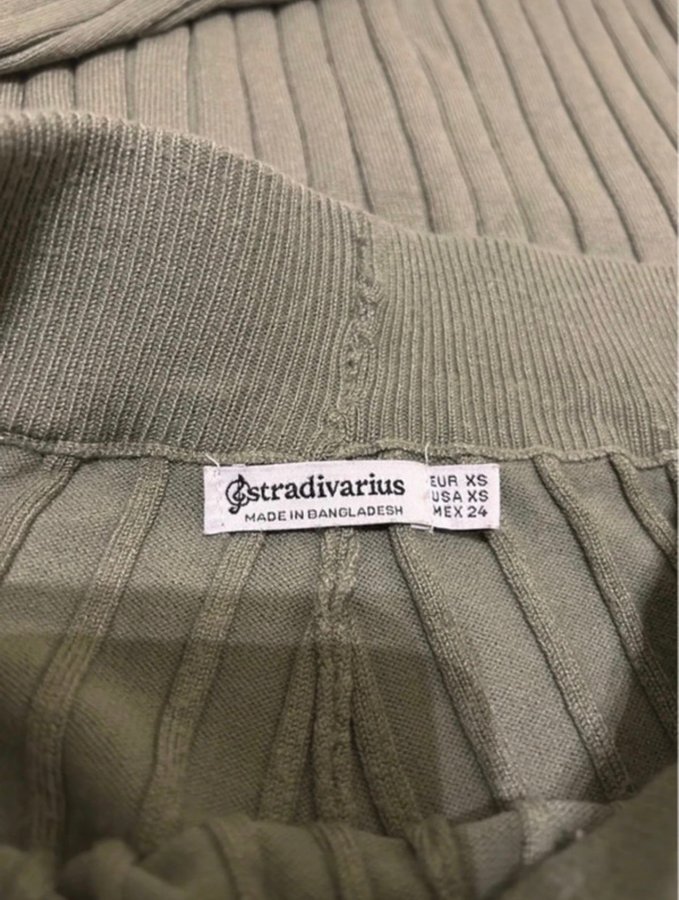 stradivarius
MADE IN BANGLADESH
EUR XS
USA XS
MEX 24